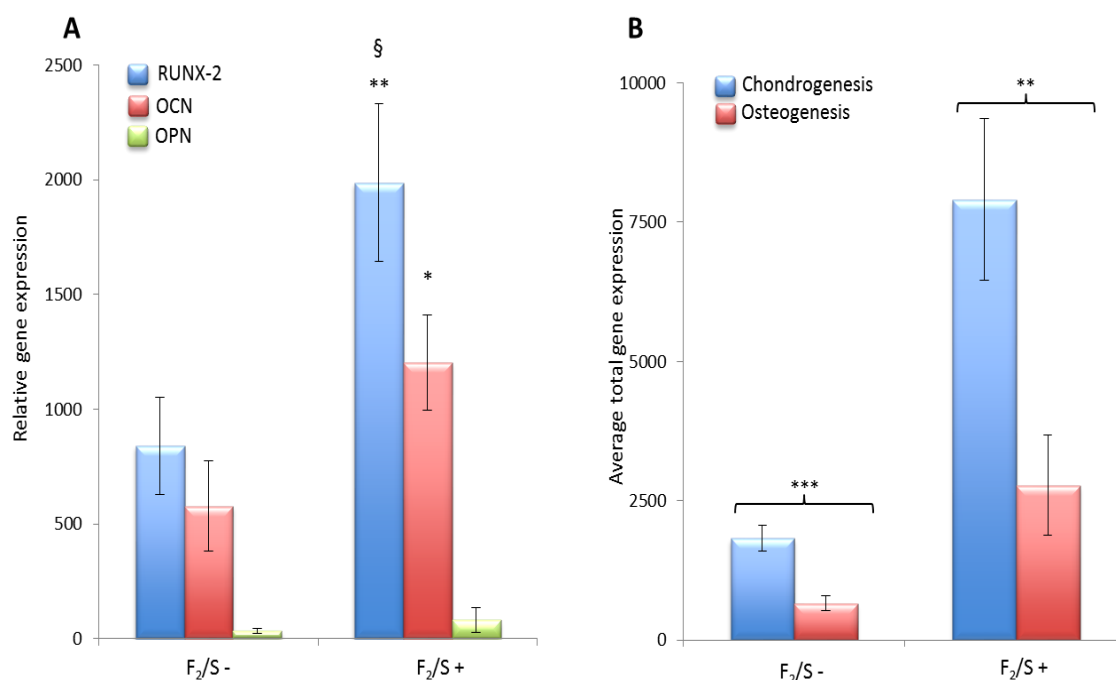 A
Relative gene expression
2500
2000
1500
1000
500
0
RUNX-2
OCN
OPN
§
**
*
F₂/S -
F₂/S +
B
Average total gene expression
10000
7500
5000
2500
0
Chondrogenesis
Osteogenesis
***
**
F₂/S -
F₂/S +